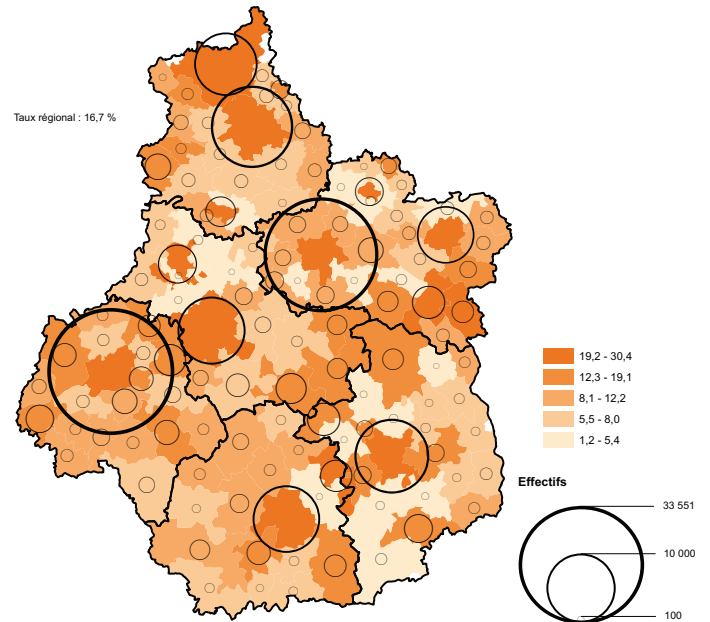 Taux régional : 16,7 %
19,2 - 30,4
12,3 - 19,1
8,1 - 12,2
5,5 - 8,0
1,2 - 5,4
Effectifs
33 551
10 000
100